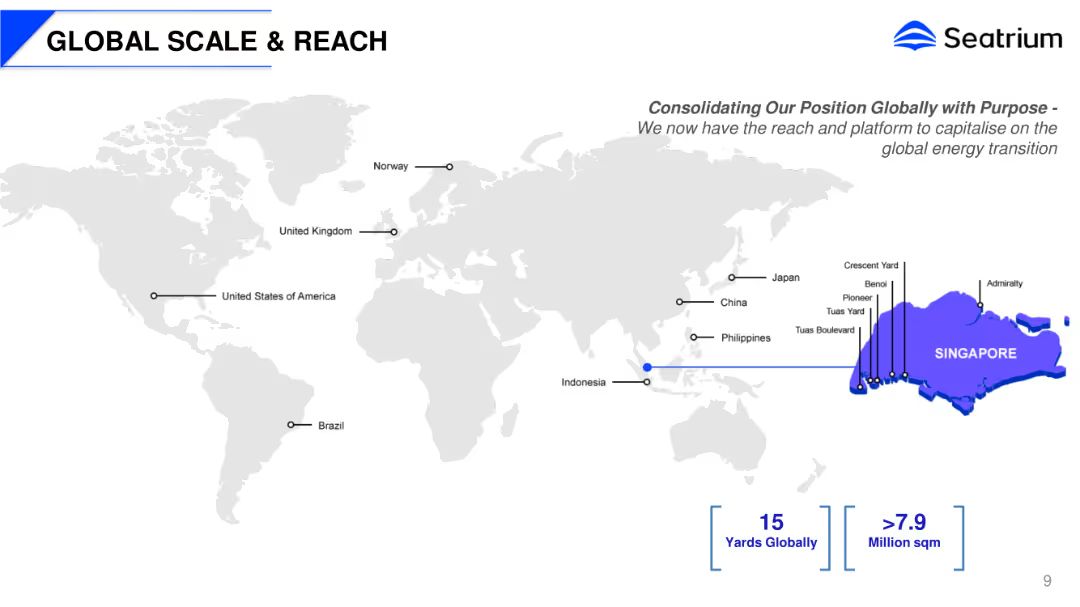 GLOBAL SCALE & REACH
Seatrium
Consolidating Our Position Globally with Purpose -
We now have the reach and platform to capitalise on the
global energy transition
Norway
United Kingdom
United States of America
Brazil
Japan
China
Philippines
Indonesia
Crescent Yard
Benoi
Pioneer
Tuas Yard
Tuas Boulevard
Admiralty
SINGAPORE
15
Yards Globally
>7.9
Million sqm
9